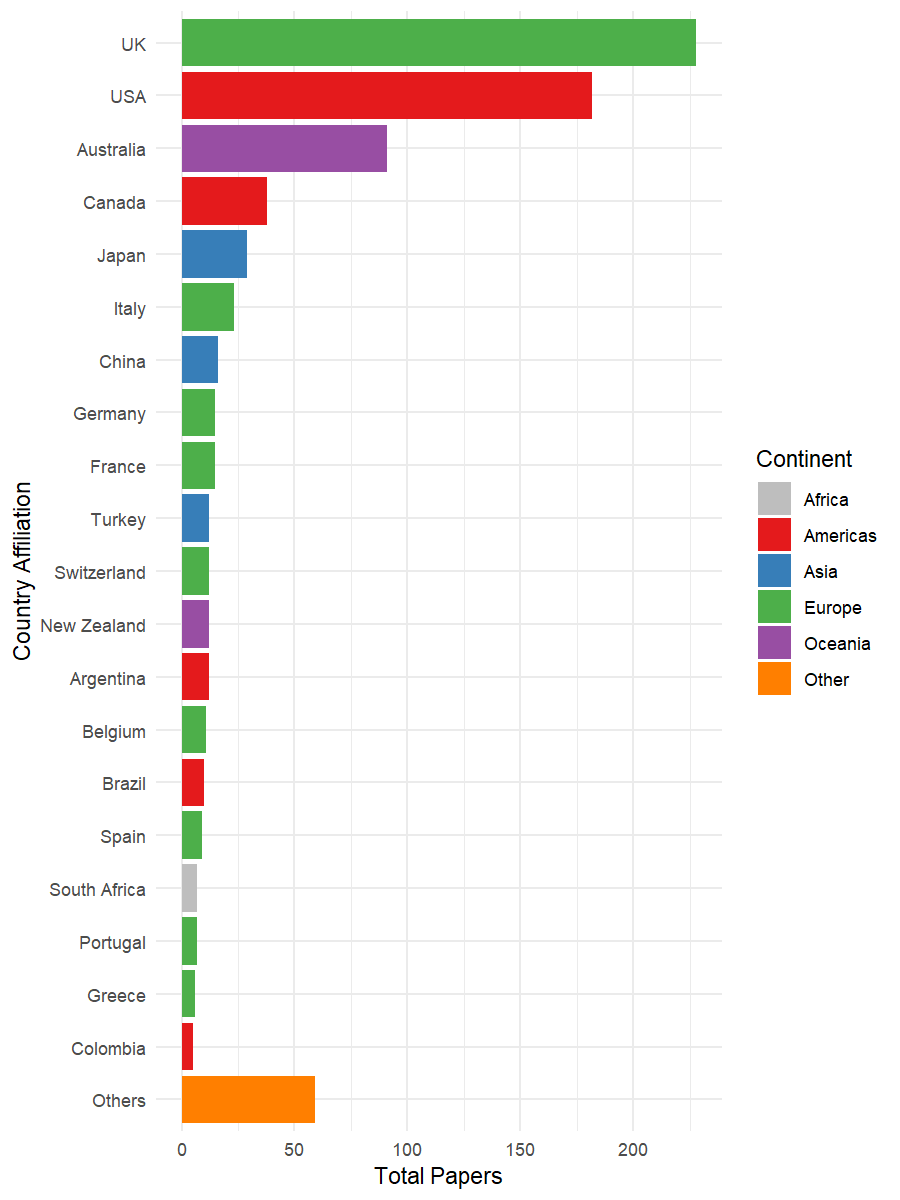 UK
USA
Australia
Canada
Japan
Italy
China
Germany
France
Turkey
Switzerland
New Zealand
Argentina
Belgium
Brazil
Spain
South Africa
Portugal
Greece
Colombia
Others
Country Affiliation
0 50 100 150 200
Total Papers
Continent
Africa
Americas
Asia
Europe
Oceania
Other